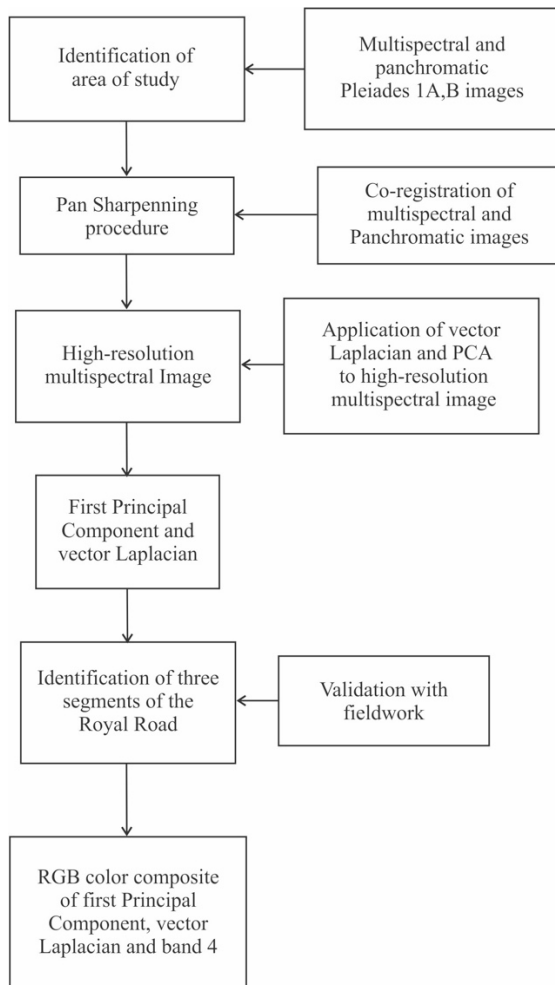 Identification of
area of study
Multispectral and
panchromatic
Pleiades 1A,B images
Pan Sharpenning
procedure
Co-registration of
multispectral and
Panchromatic images
High-resolution
multispectral Image
Application of vector
Laplacian and PCA
to high-resolution
multispectral image
First Principal
Component and
vector Laplacian
Identification of three
segments of the
Royal Road
Validation with
fieldwork
RGB color composite
of first Principal
Component, vector
Laplacian and band 4